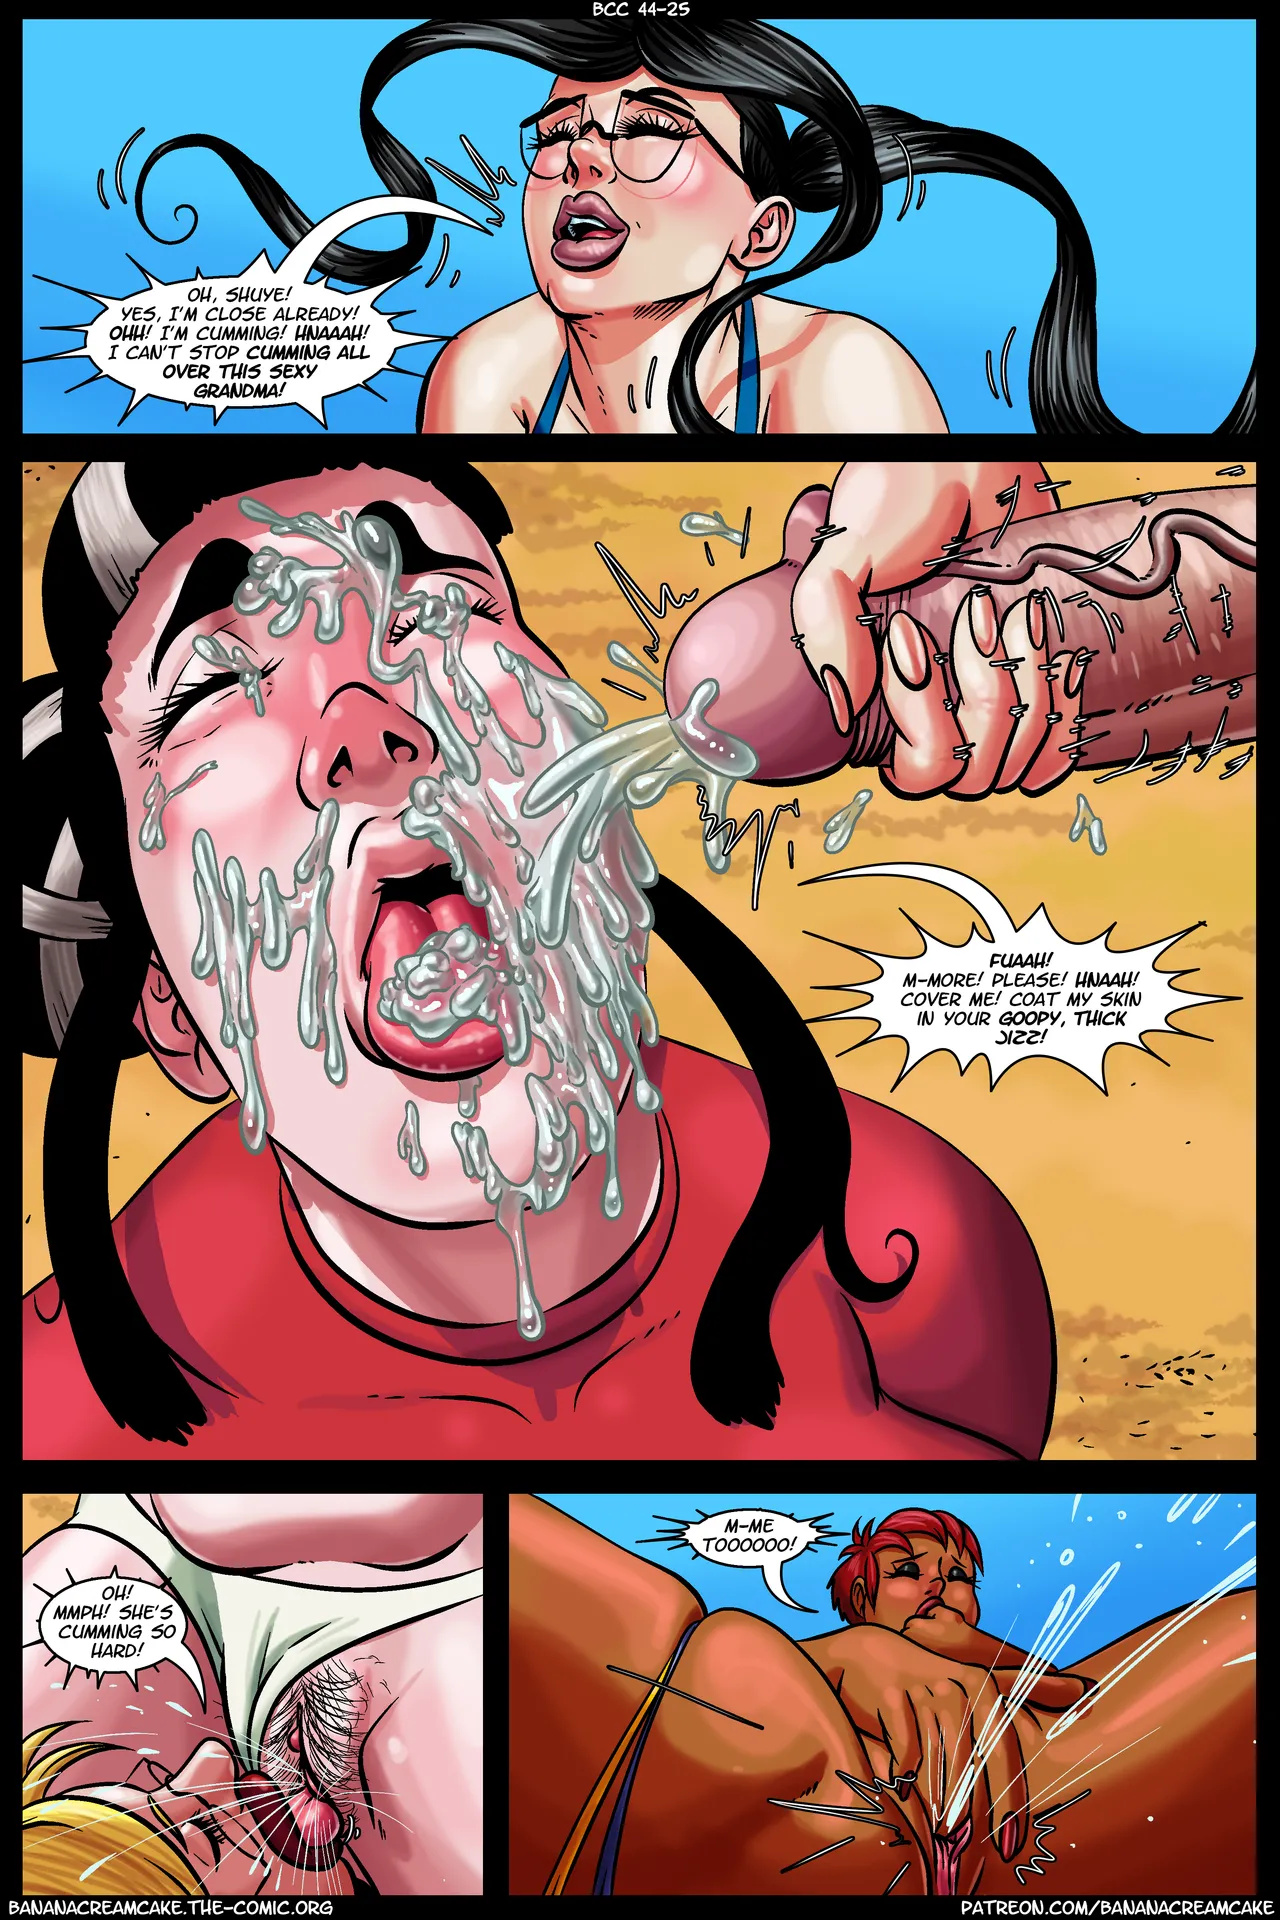 BCC 44-25
OH, SHUYE!
YES, I'M CLOSE ALREADY!
OHH! I'M CUMMING! HNAAAH!
I CAN'T STOP CUMMING ALL
OVER THIS SEXY
GRANDMA!
FUAAH!
M-MORE! PLEASE! HNAAH!
COVER ME! COAT MY SKIN
IN YOUR GOOPY, THICK
JIZZ!
OH!
MMPH! SHE'S
CUMMING SO
HARD!
M-ME
TOOOOOO!
BANANACREAMCAKE.THE-COMIC.ORG
PATREON.COM/BANANACREAMCAKE